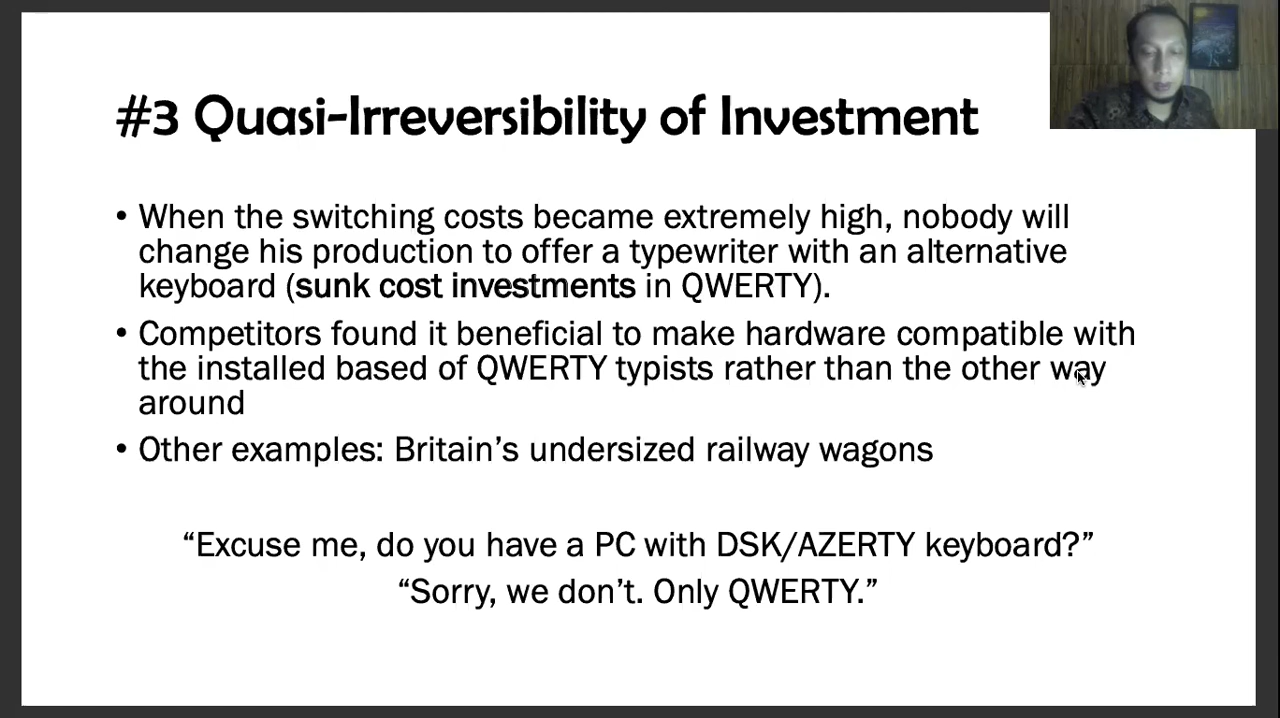 #3 Quasi-Irreversibility of Investment
• When the switching costs became extremely high, nobody will
change his production to offer a typewriter with an alternative
keyboard (sunk cost investments in QWERTY).
• Competitors found it beneficial to make hardware compatible with
the installed based of QWERTY typists rather than the other way
around
• Other examples: Britain’s undersized railway wagons
“Excuse me, do you have a PC with DSK/AZERTY keyboard?”
“Sorry, we don’t. Only QWERTY.”